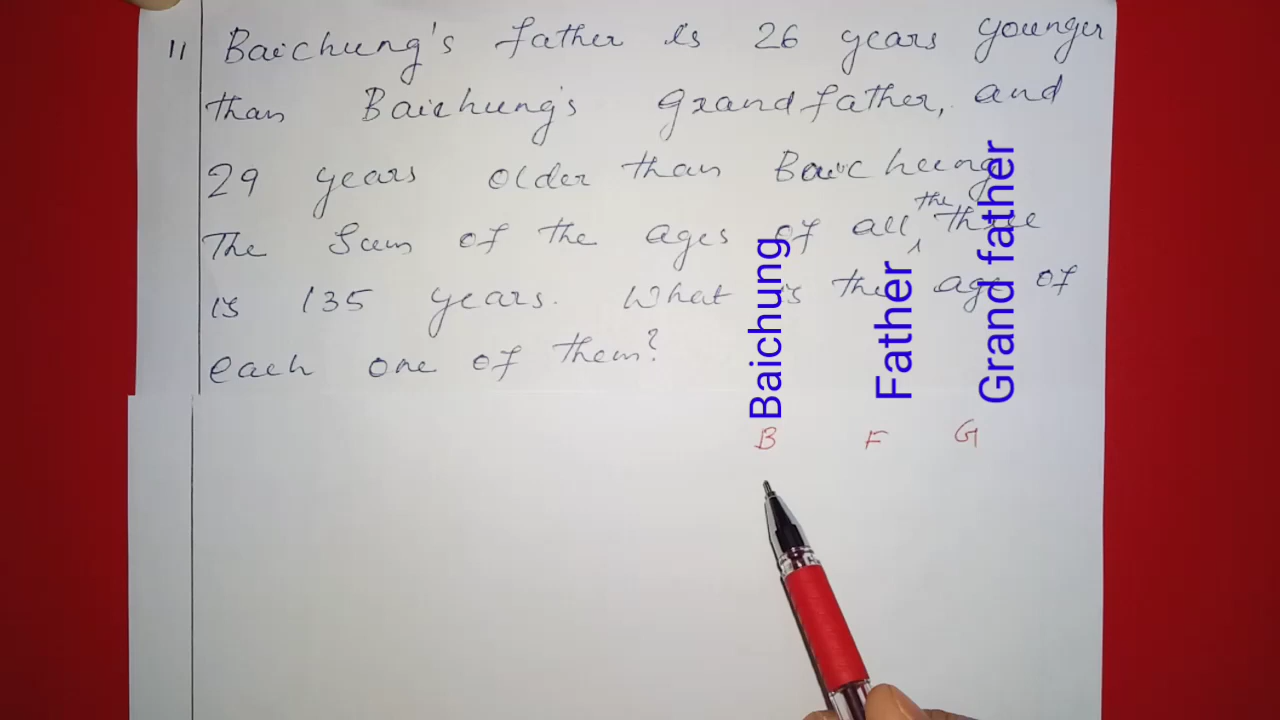 11 Baichung's father is 26 years younger
than Baichung's grandfather, and
29 years older than Baichung
The Sum of the ages of all the three
is 135 years. What is the age of
each one of them?
Baichung
Father
Grand father
B F G